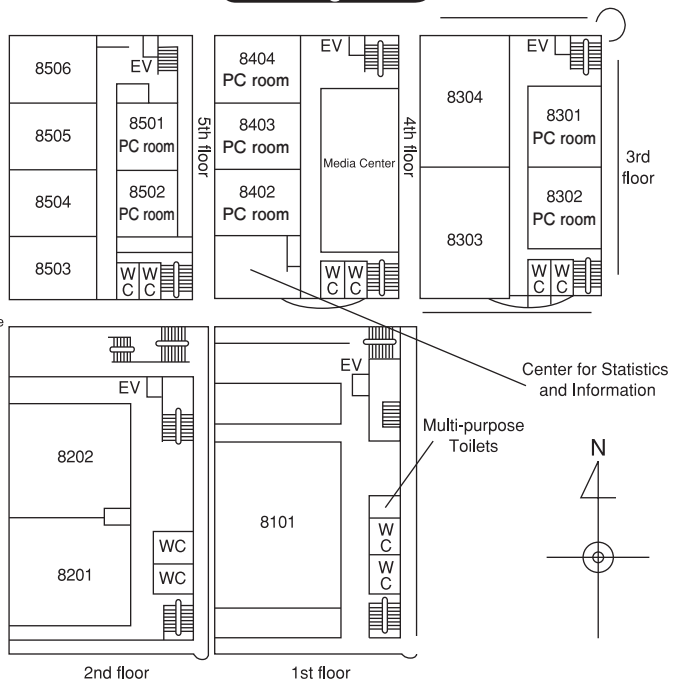 8506
8505
8504
8503
EV
8501
PC room
8502
PC room
W
C
W
C
5th floor
8404
PC room
8403
PC room
8402
PC room
EV
Media Center
W
C
W
C
4th floor
8304
8303
EV
8301
PC room
8302
PC room
W
C
W
C
3rd
floor
Center for Statistics
and Information
EV
8202
8201
WC
WC
2nd floor
EV
8101
Multi-purpose
Toilets
W
C
W
C
1st floor
N